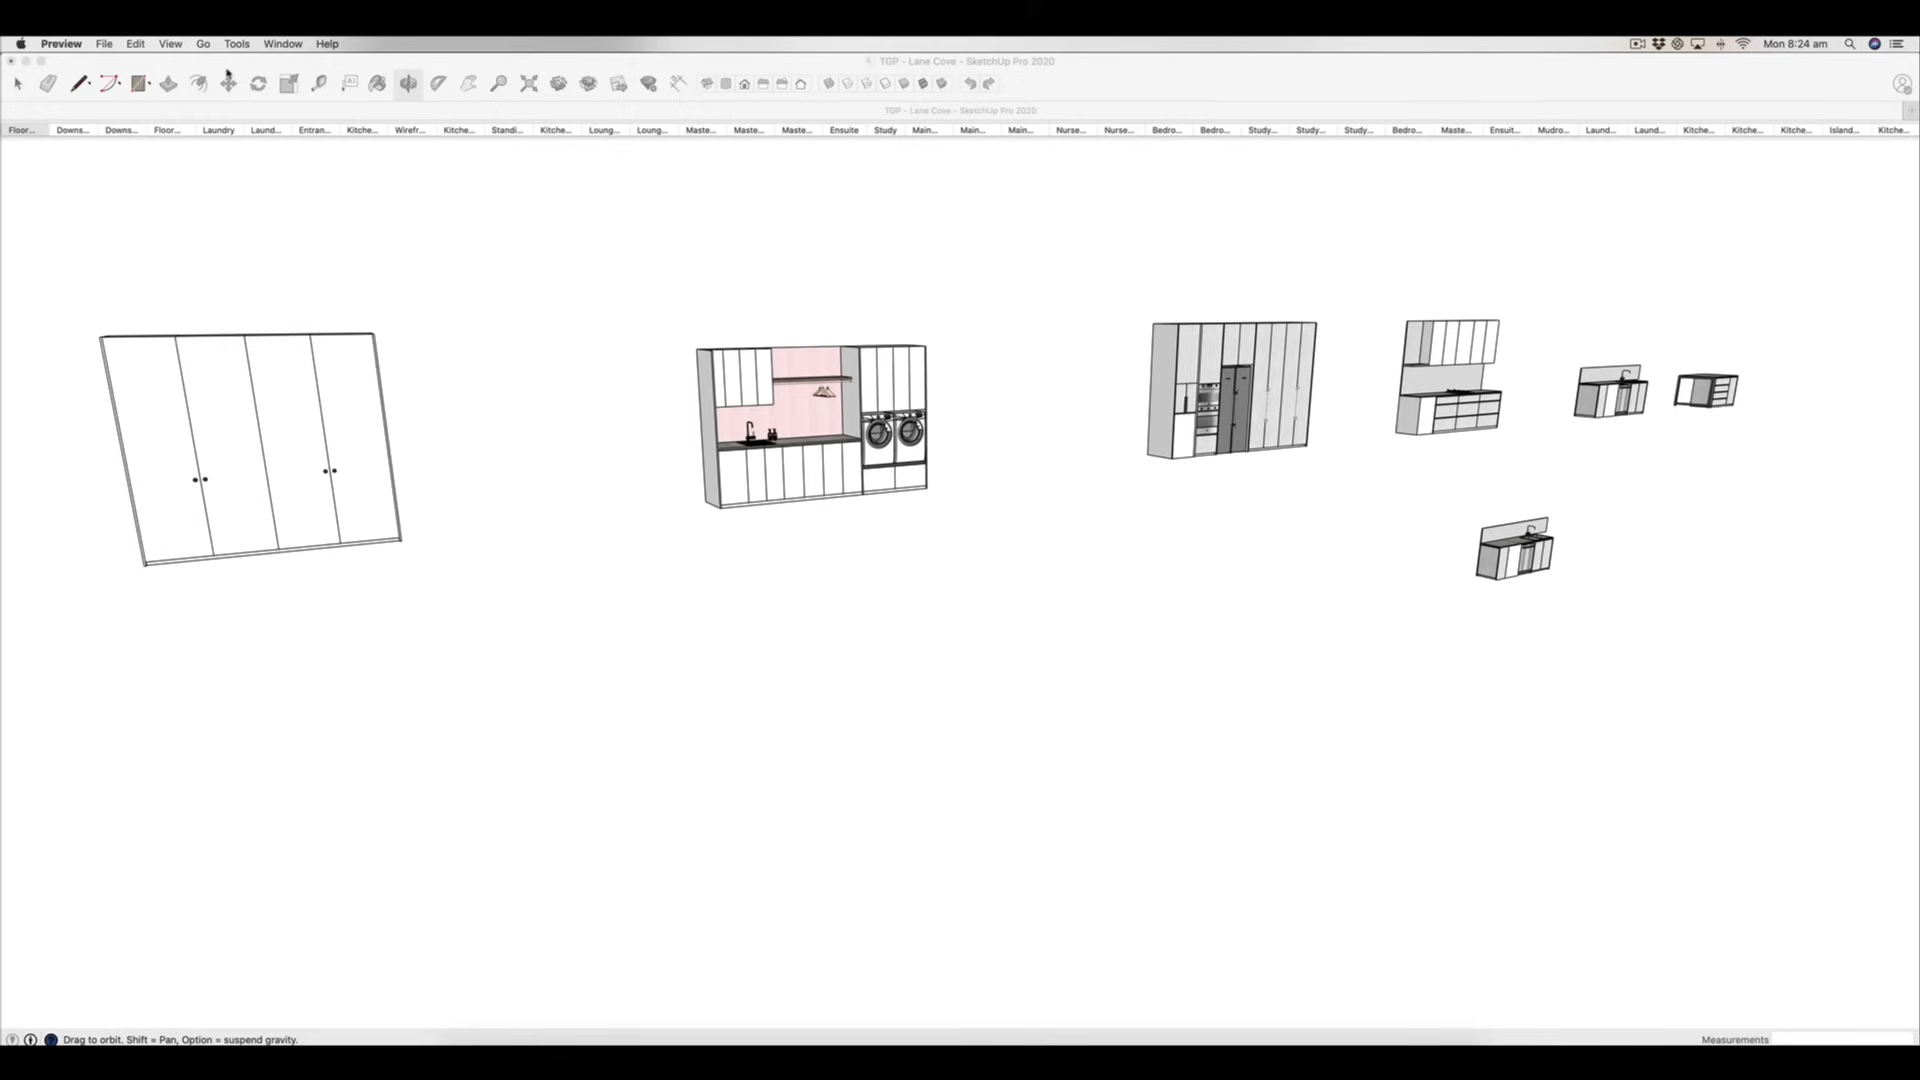 Preview File Edit View Go Tools Window Help Mon 8:24 am
TGP - Lane Cove - SketchUp Pro 2020
TGP - Lane Cove - SketchUp Pro 2020
Floor... Downs... Downs... Floor... Laundry Laund... Entran... Kitche... Wirefr... Kitche... Standi... Kitche... Loung... Loung... Maste... Maste... Maste... Ensuite Study Main... Main... Main... Nurse... Nurse... Bedro... Bedro... Study... Study... Study... Bedro... Maste... Ensuit... Mudro... Laund... Laund... Kitche... Kitche... Kitche... Island... Kitche...
Drag to orbit. Shift = Pan, Option = suspend gravity. Measurements